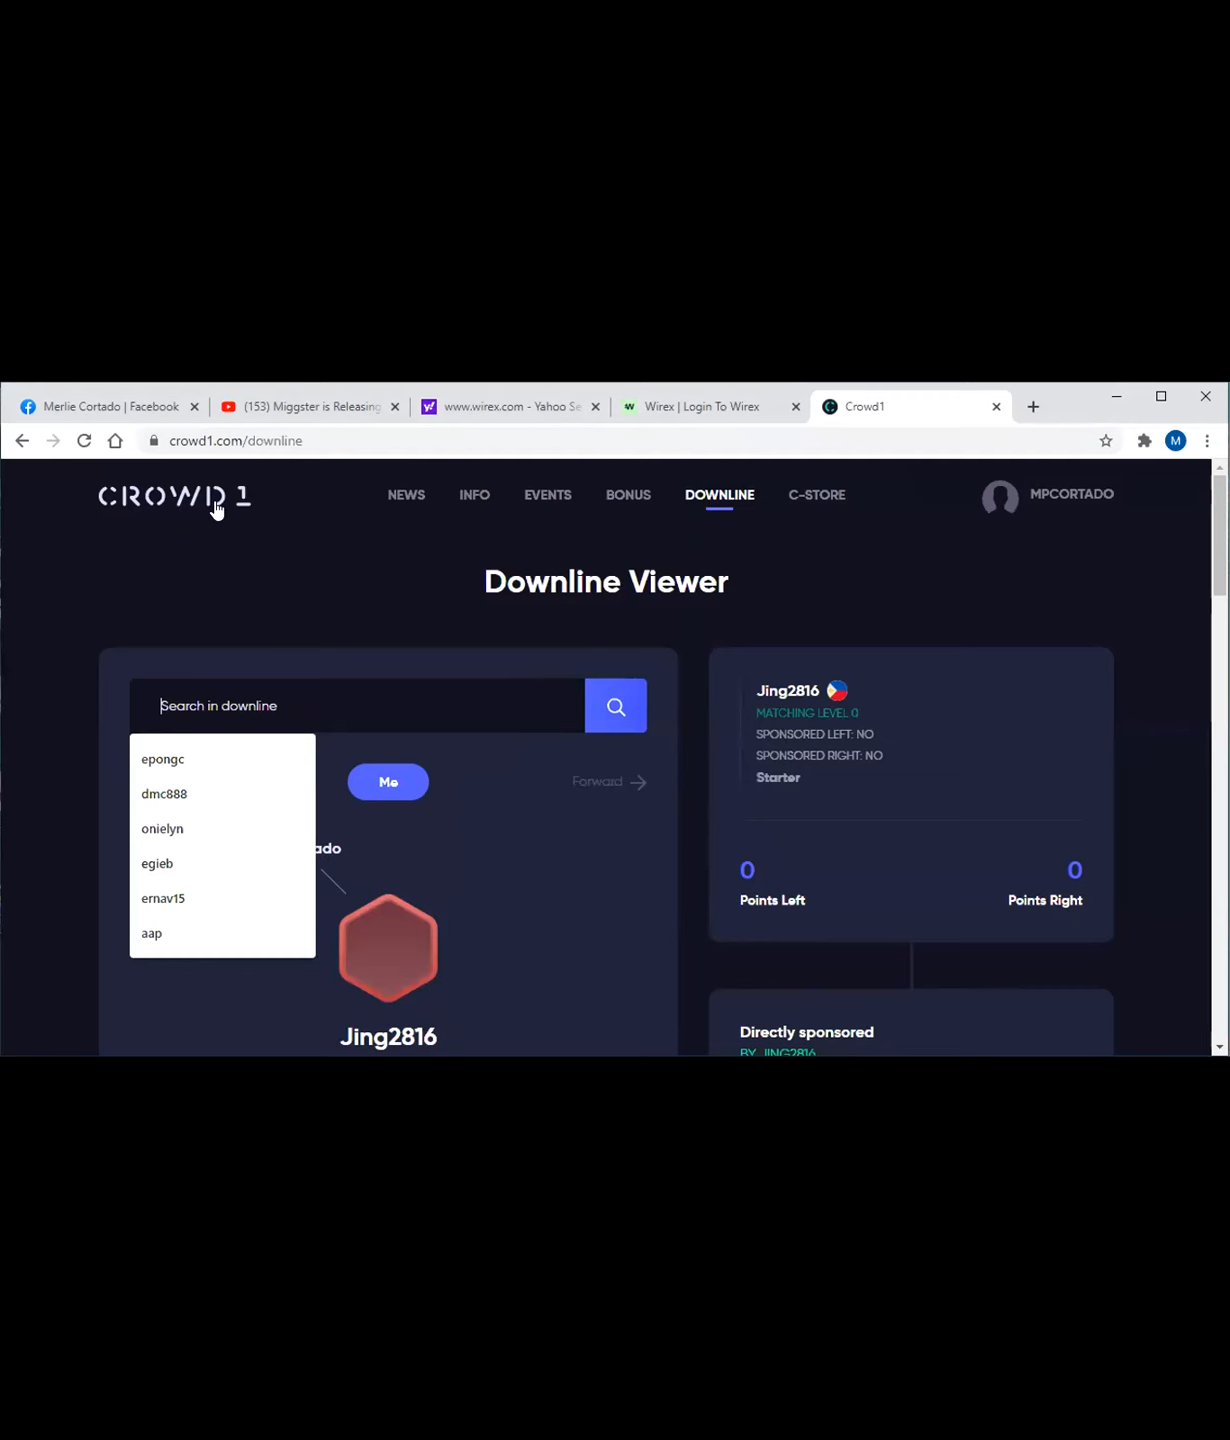 Merlie Cortado | Facebook
(153) Miggster is Releasing
www.wirex.com - Yahoo Se
Wirex | Login To Wirex
Crowd1
crowd1.com/downline
M
CROWD 1
NEWS
INFO
EVENTS
BONUS
DOWNLINE
C-STORE
MPCORTADO
Downline Viewer
Search in downline
epongc
dmc888
onielyn
egieb
ernav15
aap
Me
Forward
ado
Jing2816
Jing2816
MATCHING LEVEL 0
SPONSORED LEFT: NO
SPONSORED RIGHT: NO
Starter
0
0
Points Left
Points Right
Directly sponsored
BY JING2816